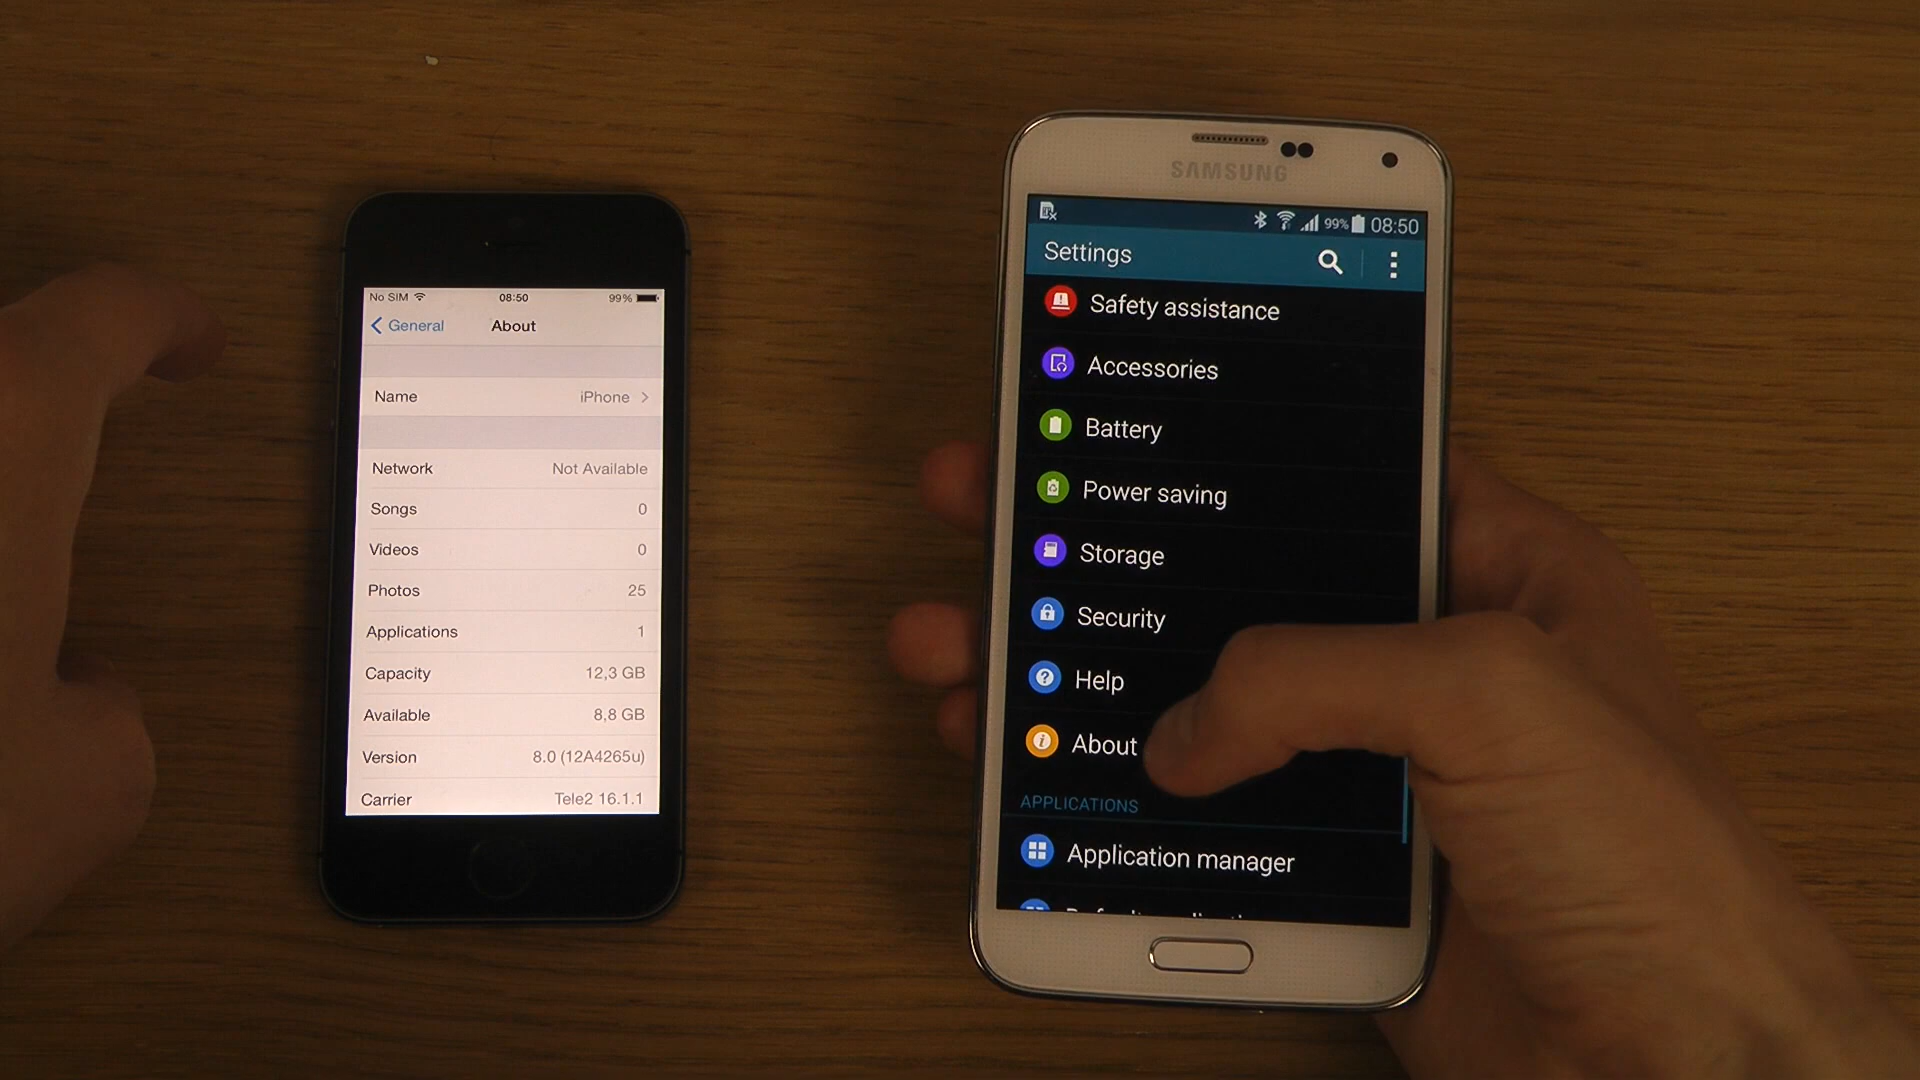 No SIM 08:50 99%
General About
Name iPhone
Network Not Available
Songs 0
Videos 0
Photos 25
Applications 1
Capacity 12,3 GB
Available 8,8 GB
Version 8.0 (12A4265u)
Carrier Tele2 16.1.1
SAMSUNG
99% 08:50
Settings
Safety assistance
Accessories
Battery
Power saving
Storage
Security
Help
About
APPLICATIONS
Application manager